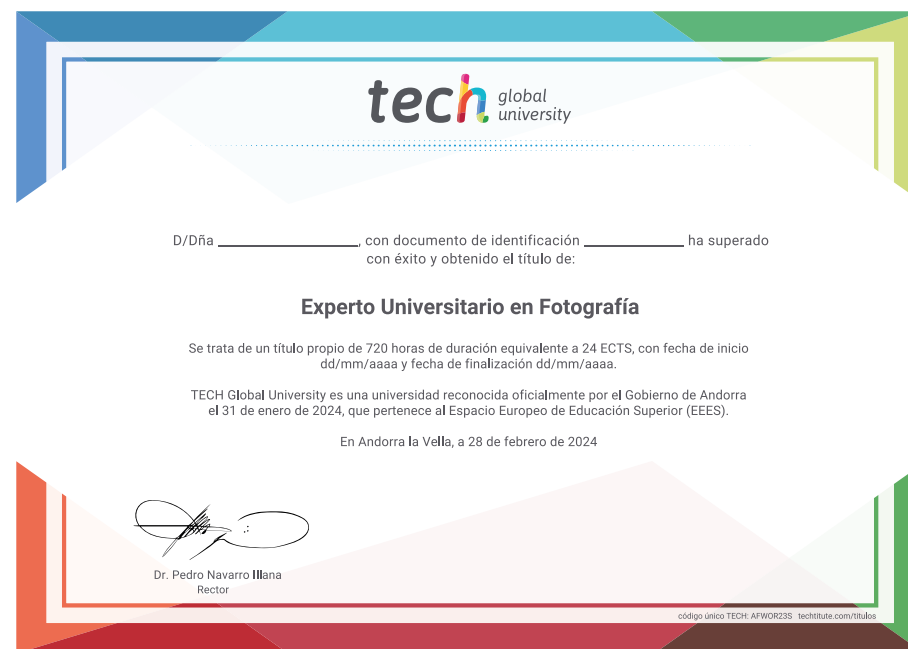 tech global
university
D/Dña ____________________, con documento de identificación ______________ ha superado
con éxito y obtenido el título de:
Experto Universitario en Fotografía
Se trata de un título propio de 720 horas de duración equivalente a 24 ECTS, con fecha de inicio
dd/mm/aaaa y fecha de finalización dd/mm/aaaa.
TECH Global University es una universidad reconocida oficialmente por el Gobierno de Andorra
el 31 de enero de 2024, que pertenece al Espacio Europeo de Educación Superior (EEES).
En Andorra la Vella, a 28 de febrero de 2024
Dr. Pedro Navarro Illana
Rector
código único TECH: AFWOR23S techtitute.com/titulos